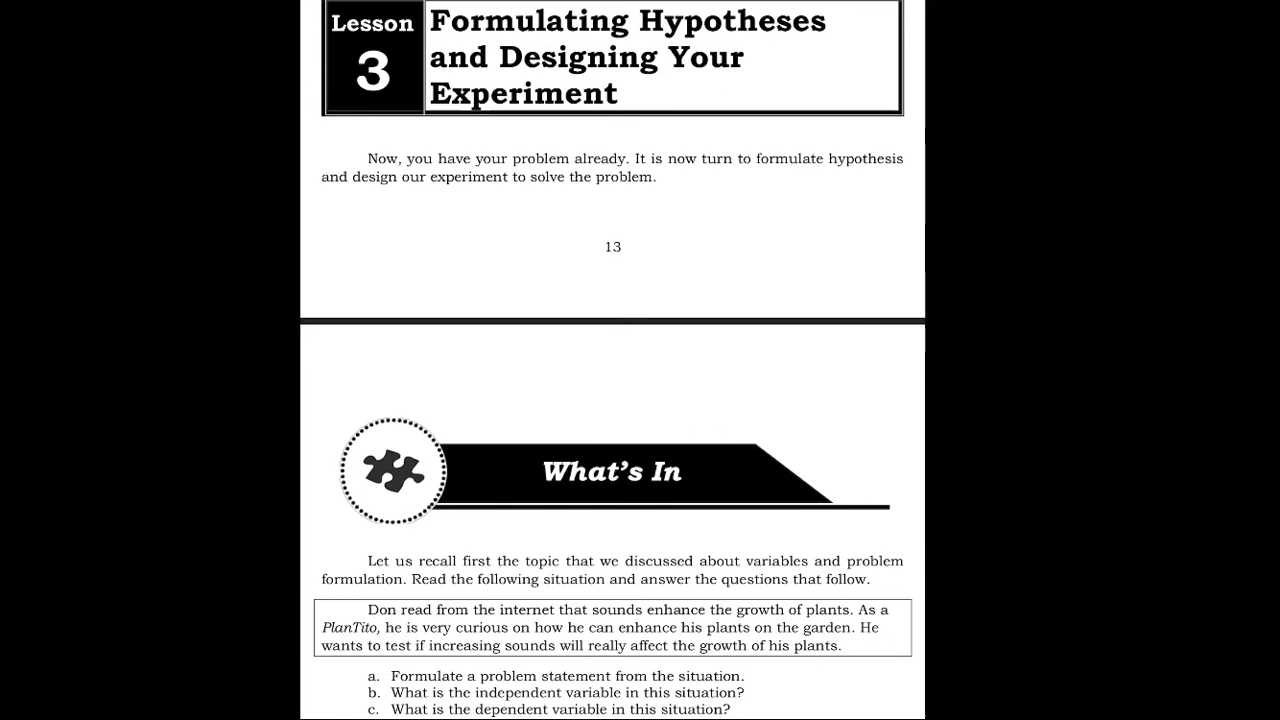 Lesson
3
Formulating Hypotheses
and Designing Your
Experiment
Now, you have your problem already. It is now turn to formulate hypothesis
and design our experiment to solve the problem.
13
What's In
Let us recall first the topic that we discussed about variables and problem
formulation. Read the following situation and answer the questions that follow.
Don read from the internet that sounds enhance the growth of plants. As a
PlanTito, he is very curious on how he can enhance his plants on the garden. He
wants to test if increasing sounds will really affect the growth of his plants.
a. Formulate a problem statement from the situation.
b. What is the independent variable in this situation?
c. What is the dependent variable in this situation?